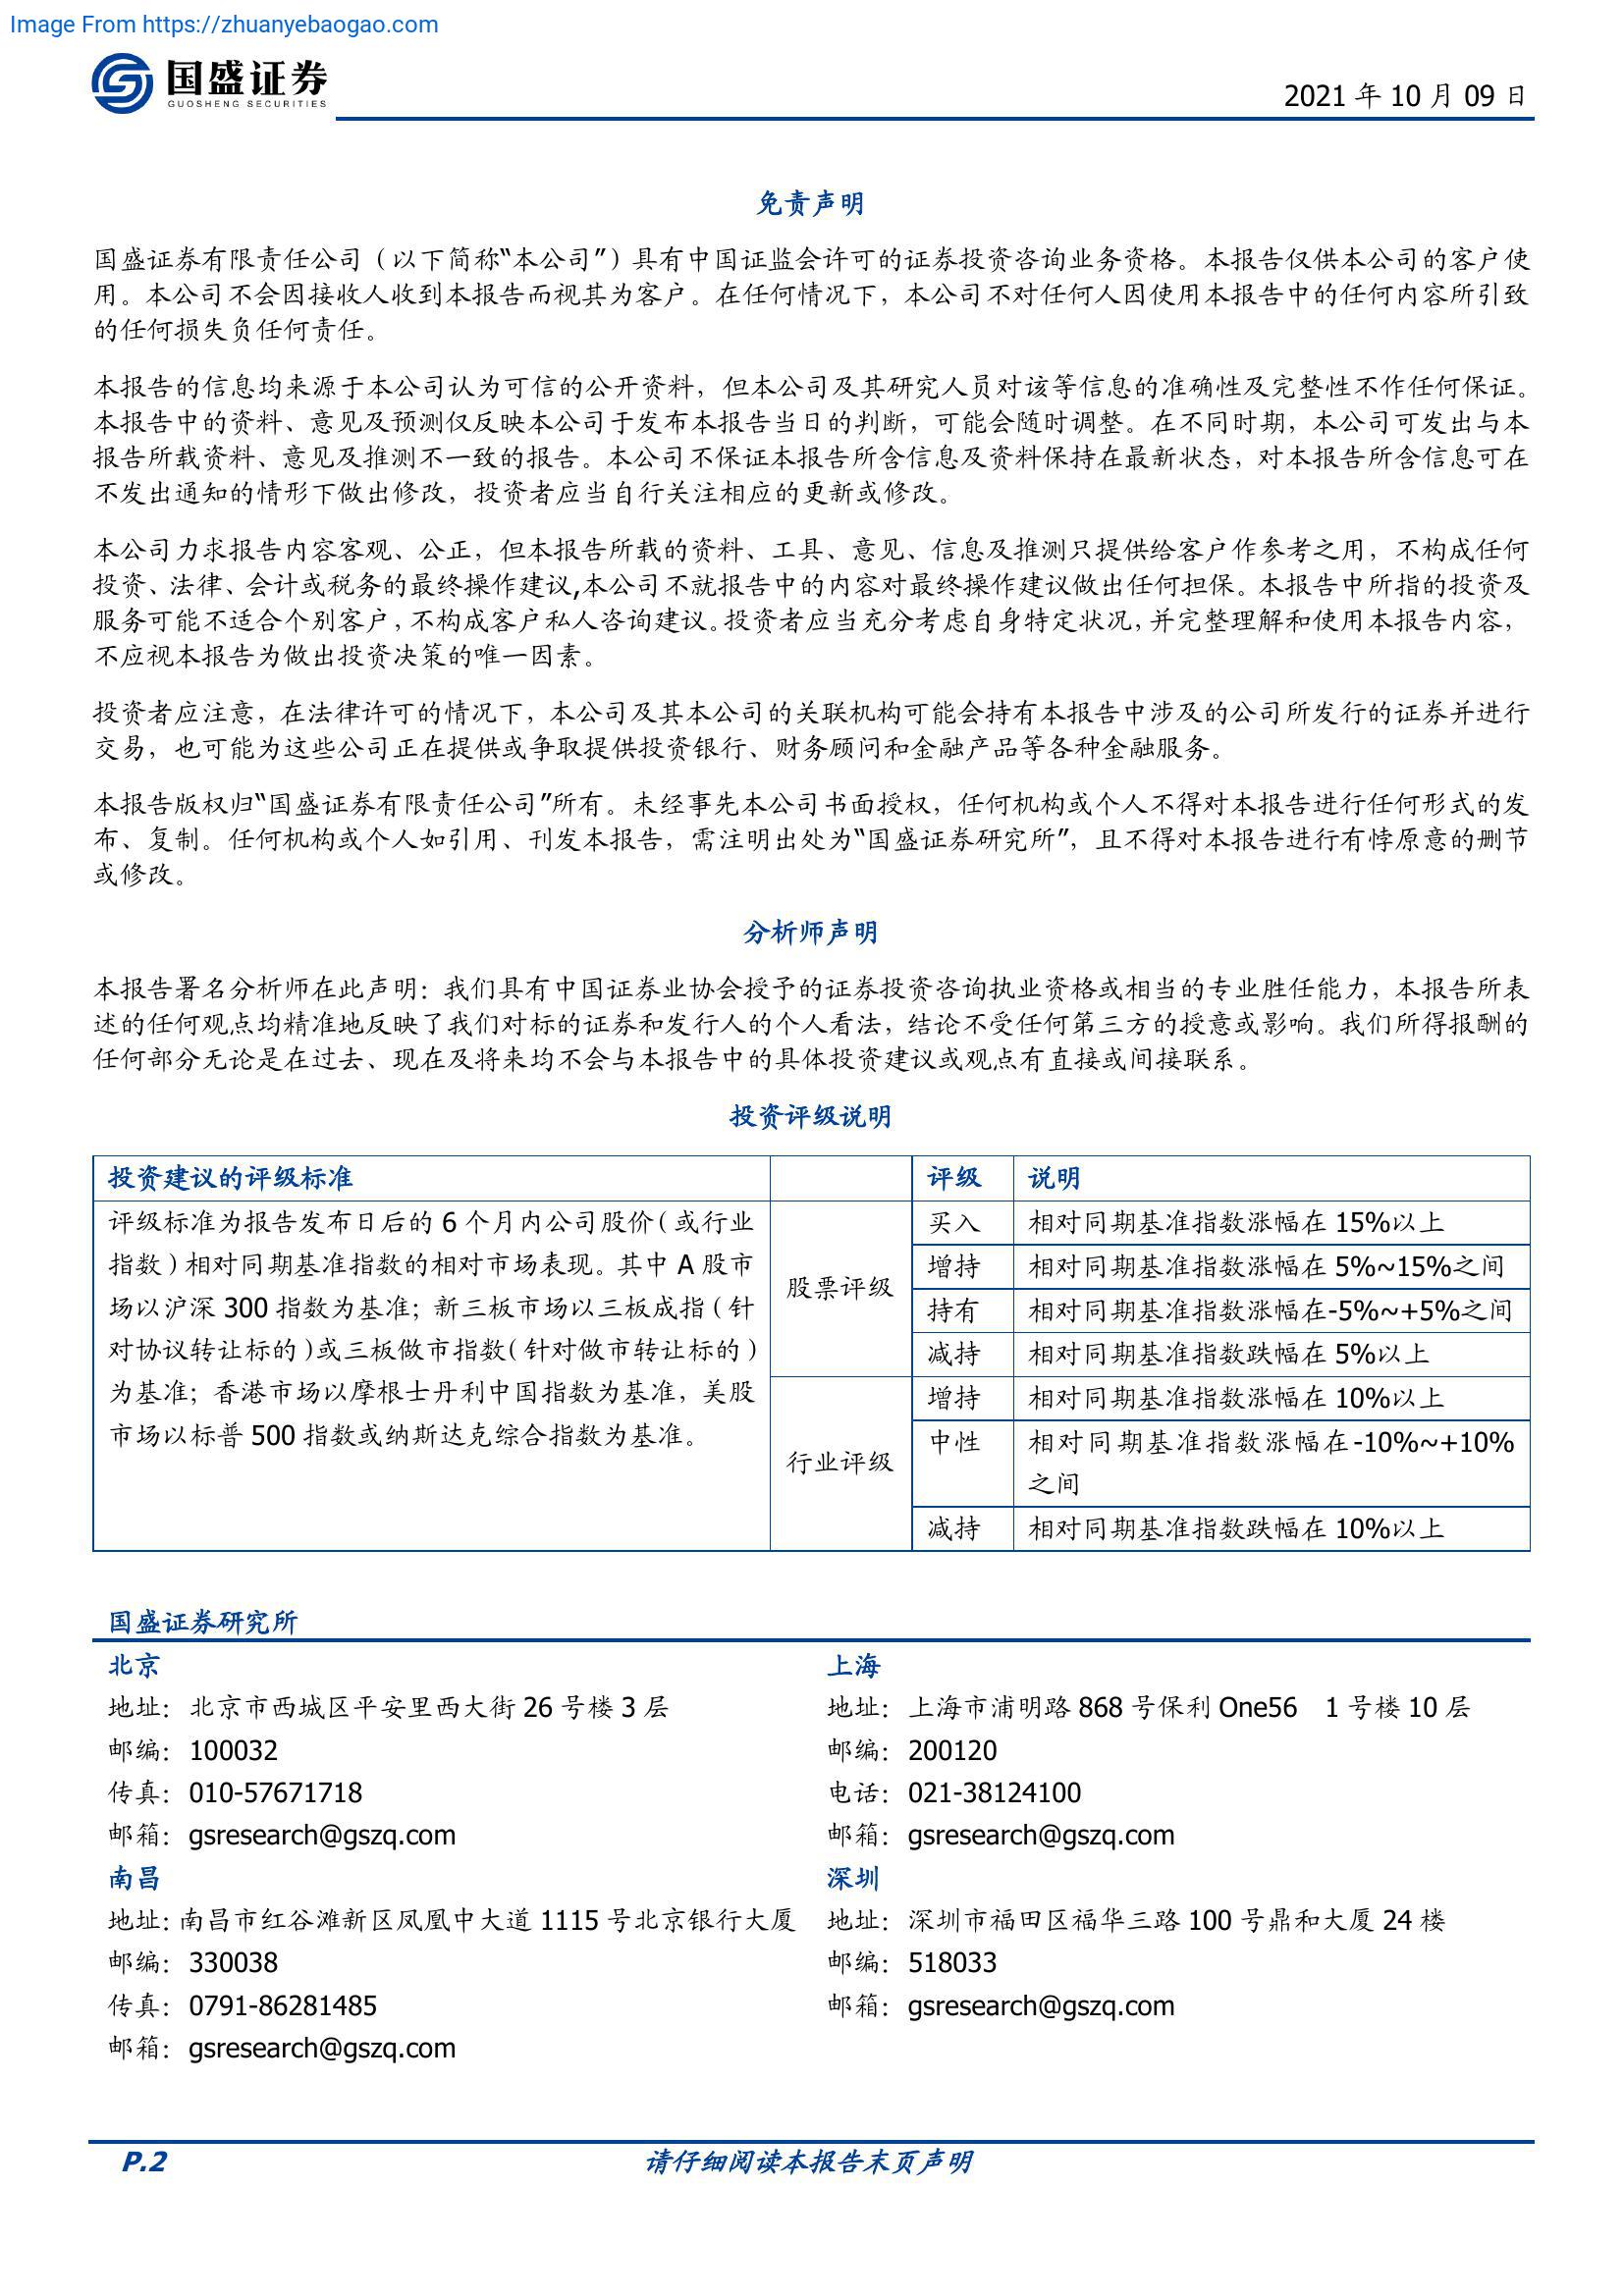 Image From https://zhuanyebaogao.com
国盛证券
GUOSHENG SECURITIES
2021 年 10 月 09 日
免责声明
国盛证券有限责任公司（以下简称“本公司”）具有中国证监会许可的证券投资咨询业务资格。本报告仅供本公司的客户使
用。本公司不会因接收人收到本报告而视其为客户。在任何情况下，本公司不对任何人因使用本报告中的任何内容所引致
的任何损失负任何责任。
本报告的信息均来源于本公司认为可信的公开资料，但本公司及其研究人员对该等信息的准确性及完整性不作任何保证。
本报告中的资料、意见及预测仅反映本公司于发布本报告当日的判断，可能会随时调整。在不同时期，本公司可发出与本
报告所载资料、意见及推测不一致的报告。本公司不保证本报告所含信息及资料保持在最新状态，对本报告所含信息可在
不发出通知的情形下做出修改，投资者应当自行关注相应的更新或修改。
本公司力求报告内容客观、公正，但本报告所载的资料、工具、意见、信息及推测只提供给客户作参考之用，不构成任何
投资、法律、会计或税务的最终操作建议,本公司不就报告中的内容对最终操作建议做出任何担保。本报告中所指的投资及
服务可能不适合个别客户，不构成客户私人咨询建议。投资者应当充分考虑自身特定状况，并完整理解和使用本报告内容，
不应视本报告为做出投资决策的唯一因素。
投资者应注意，在法律许可的情况下，本公司及其本公司的关联机构可能会持有本报告中涉及的公司所发行的证券并进行
交易，也可能为这些公司正在提供或争取提供投资银行、财务顾问和金融产品等各种金融服务。
本报告版权归“国盛证券有限责任公司”所有。未经事先本公司书面授权，任何机构或个人不得对本报告进行任何形式的发
布、复制。任何机构或个人如引用、刊发本报告，需注明出处为“国盛证券研究所”，且不得对本报告进行有悖原意的删节
或修改。
分析师声明
本报告署名分析师在此声明：我们具有中国证券业协会授予的证券投资咨询执业资格或相当的专业胜任能力，本报告所表
述的任何观点均精准地反映了我们对标的证券和发行人的个人看法，结论不受任何第三方的授意或影响。我们所得报酬的
任何部分无论是在过去、现在及将来均不会与本报告中的具体投资建议或观点有直接或间接联系。
投资评级说明
投资建议的评级标准 评级 说明
评级标准为报告发布日后的 6 个月内公司股价（或行业
指数）相对同期基准指数的相对市场表现。其中 A 股市
场以沪深 300 指数为基准；新三板市场以三板成指（针
对协议转让标的）或三板做市指数（针对做市转让标的）
为基准；香港市场以摩根士丹利中国指数为基准，美股
市场以标普 500 指数或纳斯达克综合指数为基准。
股票评级
买入 相对同期基准指数涨幅在 15%以上
增持 相对同期基准指数涨幅在 5%~15%之间
持有 相对同期基准指数涨幅在-5%~+5%之间
减持 相对同期基准指数跌幅在 5%以上
行业评级
增持 相对同期基准指数涨幅在 10%以上
中性 相对同期基准指数涨幅在-10%~+10%
之间
减持 相对同期基准指数跌幅在 10%以上
国盛证券研究所
北京
地址：北京市西城区平安里西大街 26 号楼 3 层
邮编：100032
传真：010-57671718
邮箱：gsresearch@gszq.com
上海
地址：上海市浦明路 868 号保利 One56 1 号楼 10 层
邮编：200120
电话：021-38124100
邮箱：gsresearch@gszq.com
南昌
地址：南昌市红谷滩新区凤凰中大道 1115 号北京银行大厦
邮编：330038
传真：0791-86281485
邮箱：gsresearch@gszq.com
深圳
地址：深圳市福田区福华三路 100 号鼎和大厦 24 楼
邮编：518033
邮箱：gsresearch@gszq.com
P.2
请仔细阅读本报告末页声明